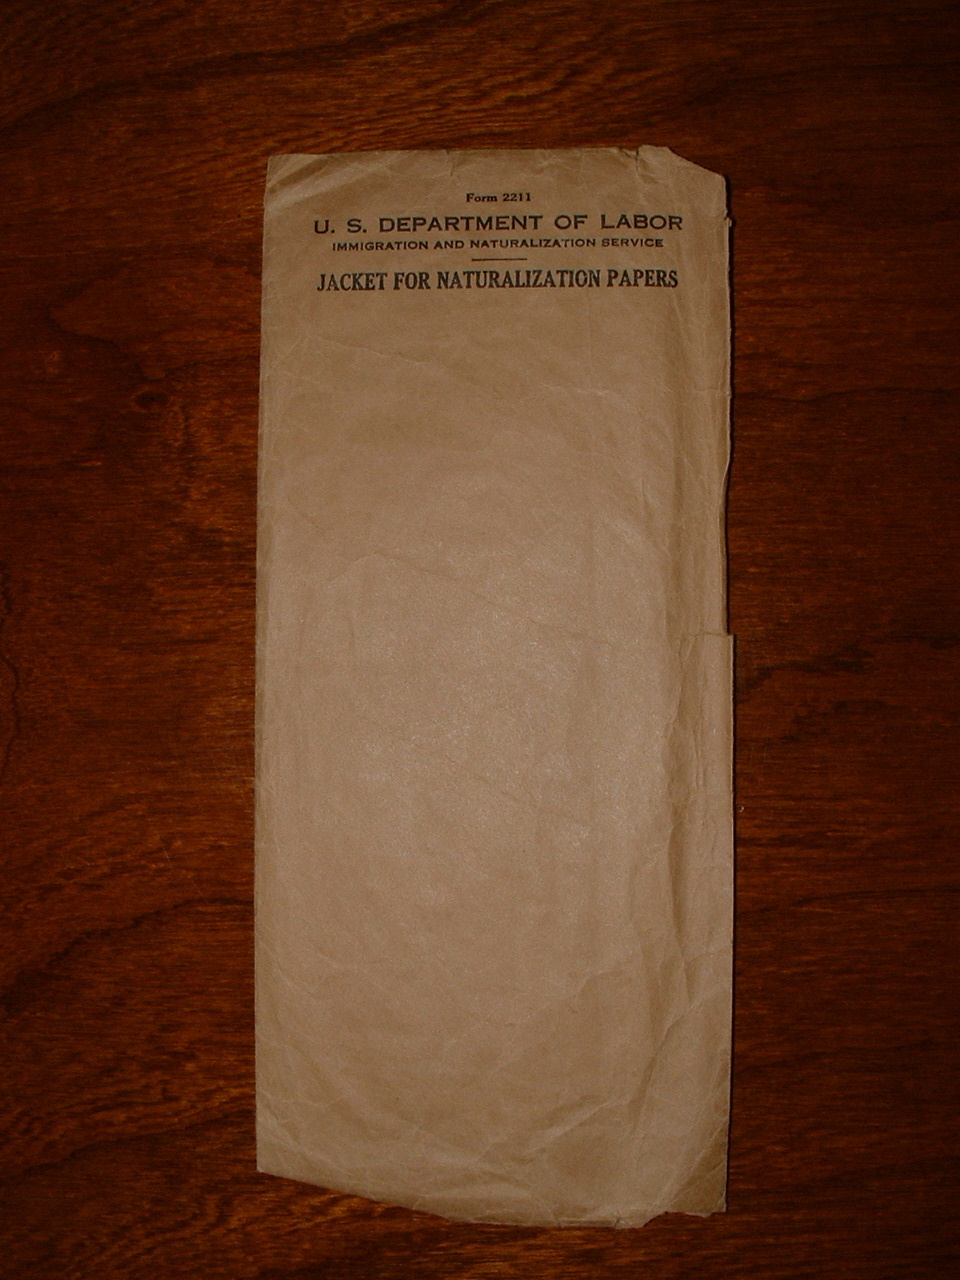 Form 2211
U. S. DEPARTMENT OF LABOR
IMMIGRATION AND NATURALIZATION SERVICE
JACKET FOR NATURALIZATION PAPERS